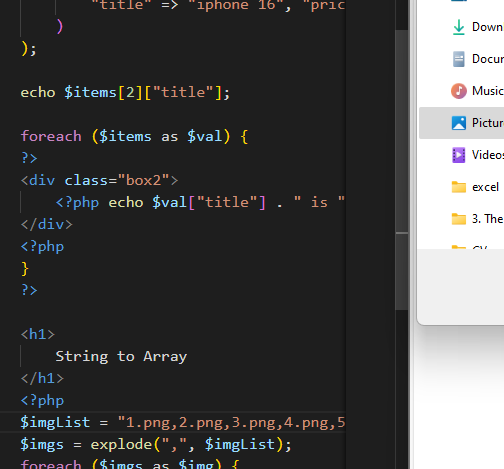 "title" => "iphone 16", "pric
)
);
echo $items[2]["title"];
foreach ($items as $val) {
?>
<div class="box2">
<?php echo $val["title"] . " is "
</div>
<?php
}
?>
<h1>
String to Array
</h1>
<?php
$imgList = "1.png,2.png,3.png,4.png,5
$imgs = explode(",", $imgList);
foreach ($imgs as $img) {
Down
Docu
Music
Pictur
Videos
excel
3. The